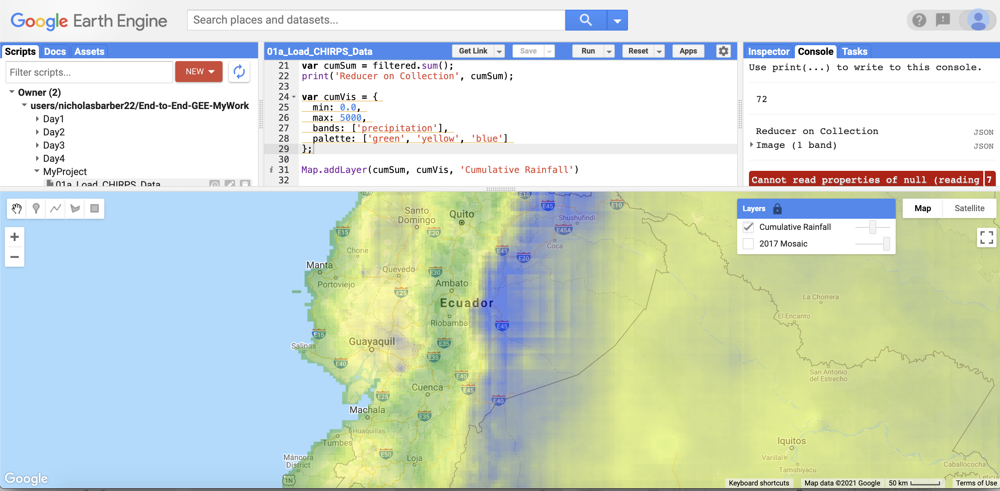 Google Earth Engine
Search places and datasets...
Scripts Docs Assets
Filter scripts...
NEW
Owner (2)
users/nicholasbarber22/End-to-End-GEE-MyWork
Day1
Day2
Day3
Day4
MyProject
01a_Load_CHIRPS_Data
01a_Load_CHIRPS_Data
Get Link
Save
Run
Reset
Apps
21 var cumSum = filtered.sum();
22 print('Reducer on Collection', cumSum);
23
24 var cumVis = {
25 min: 0.0,
26 max: 5000,
27 bands: ['precipitation'],
28 palette: ['green', 'yellow', 'blue']
29 };
30
i 31 Map.addLayer(cumSum, cumVis, 'Cumulative Rainfall')
32
Inspector Console Tasks
Use print(...) to write to this console.
72
Reducer on Collection JSON
Image (1 band) JSON
Cannot read properties of null (reading 7
Layers
Cumulative Rainfall
2017 Mosaic
Map Satellite
E15
E10
E45
E10
Santo
Domingo
Quito
Shushufindi
E15
E20
E45A
Chone
E45
Coca
E20
Manta
Quevedo
E30
Portoviejo
Ambato
E25
Ecuador
La Chorrera
El Encanto
Riobamba
E45
E15
Guayaquil
E35
Salinas
E35
E40
San Antonio
del Estrecho
E40
Cuenca
E45
E25
E40
Machala
E35
Huaquillas
Tumbes
Iquitos
E50
Máncora
District
Loja
Varillal
Caballococha
Tamshiyacu
Leticia
1N
Google
Keyboard shortcuts
Map data ©2021 Google
50 km
Terms of Use